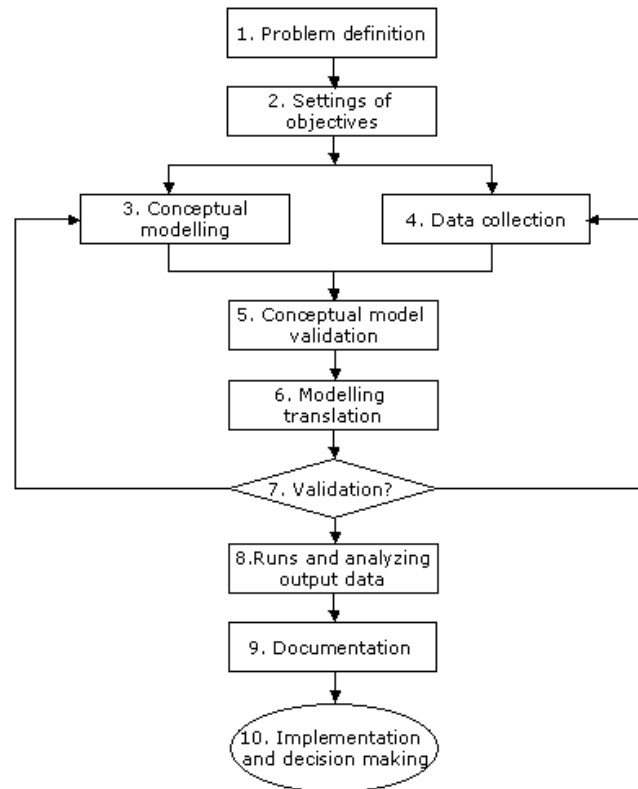 1. Problem definition
2. Settings of
objectives
3. Conceptual
modelling
4. Data collection
5. Conceptual model
validation
6. Modelling
translation
7. Validation?
8.Runs and analyzing
output data
9. Documentation
10. Implementation
and decision making